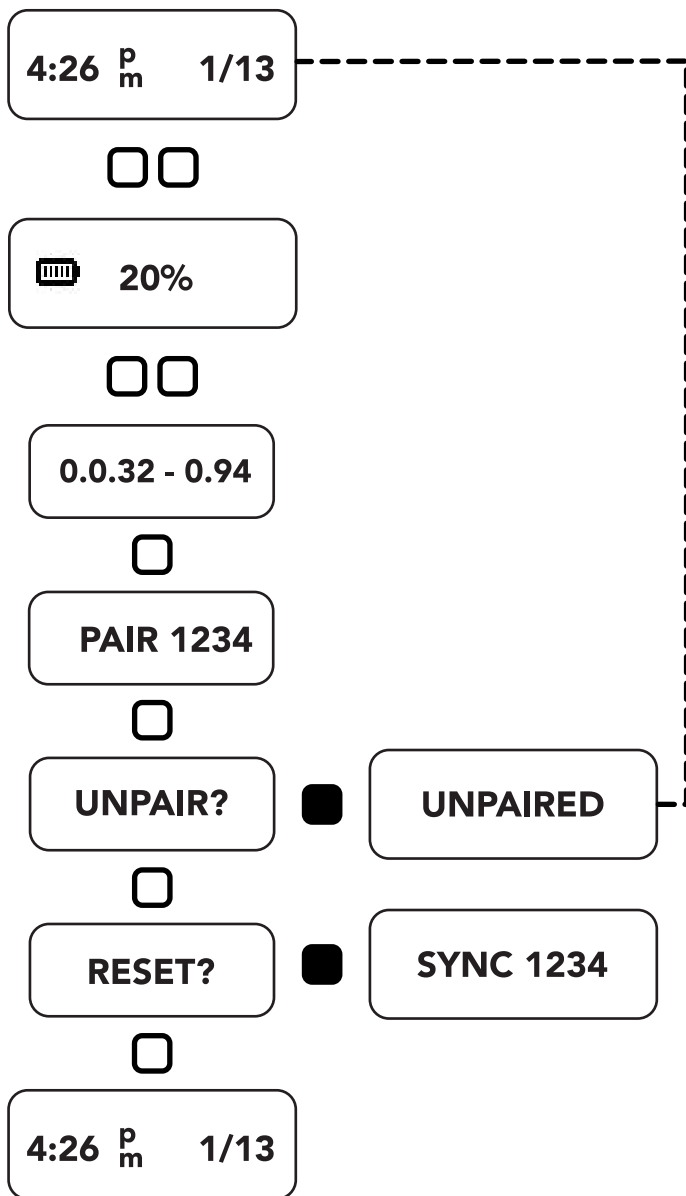 4:26 pm 1/13
20%
0.0.32 - 0.94
PAIR 1234
UNPAIR?
UNPAIRED
RESET?
SYNC 1234
4:26 pm 1/13